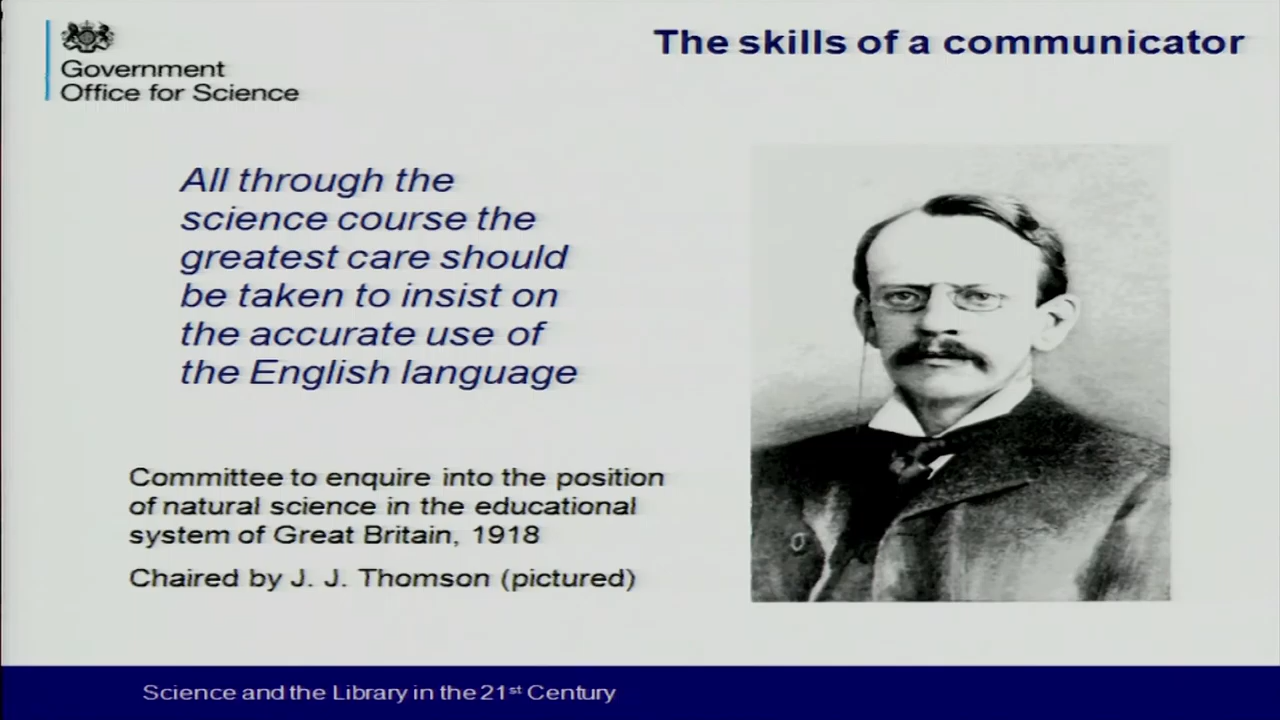 Government
Office for Science
The skills of a communicator
All through the
science course the
greatest care should
be taken to insist on
the accurate use of
the English language
Committee to enquire into the position
of natural science in the educational
system of Great Britain, 1918
Chaired by J. J. Thomson (pictured)
Science and the Library in the 21st Century